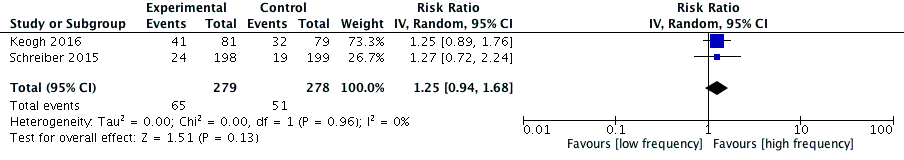 Experimental Control Risk Ratio Risk Ratio
Study or Subgroup Events Total Events Total Weight IV, Random, 95% CI IV, Random, 95% CI
Keogh 2016 41 81 32 79 73.3% 1.25 [0.89, 1.76]
Schreiber 2015 24 198 19 199 26.7% 1.27 [0.72, 2.24]
Total (95% CI) 279 278 100.0% 1.25 [0.94, 1.68]
Total events 65 51
Heterogeneity: Tau² = 0.00; Chi² = 0.00, df = 1 (P = 0.96); I² = 0%
Test for overall effect: Z = 1.51 (P = 0.13)
0.01 0.1 1 10 100
Favours [low frequency] Favours [high frequency]